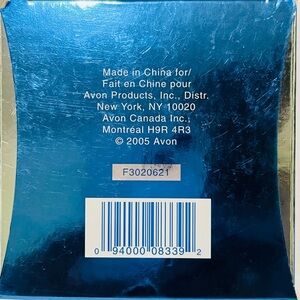 Made in China for/
Fait en Chine pour
Avon Products, Inc., Distr.
New York, NY 10020
Avon Canada Inc.,
Montréal H9R 4R3
© 2005 Avon
F3020621
0 94000 08339 2